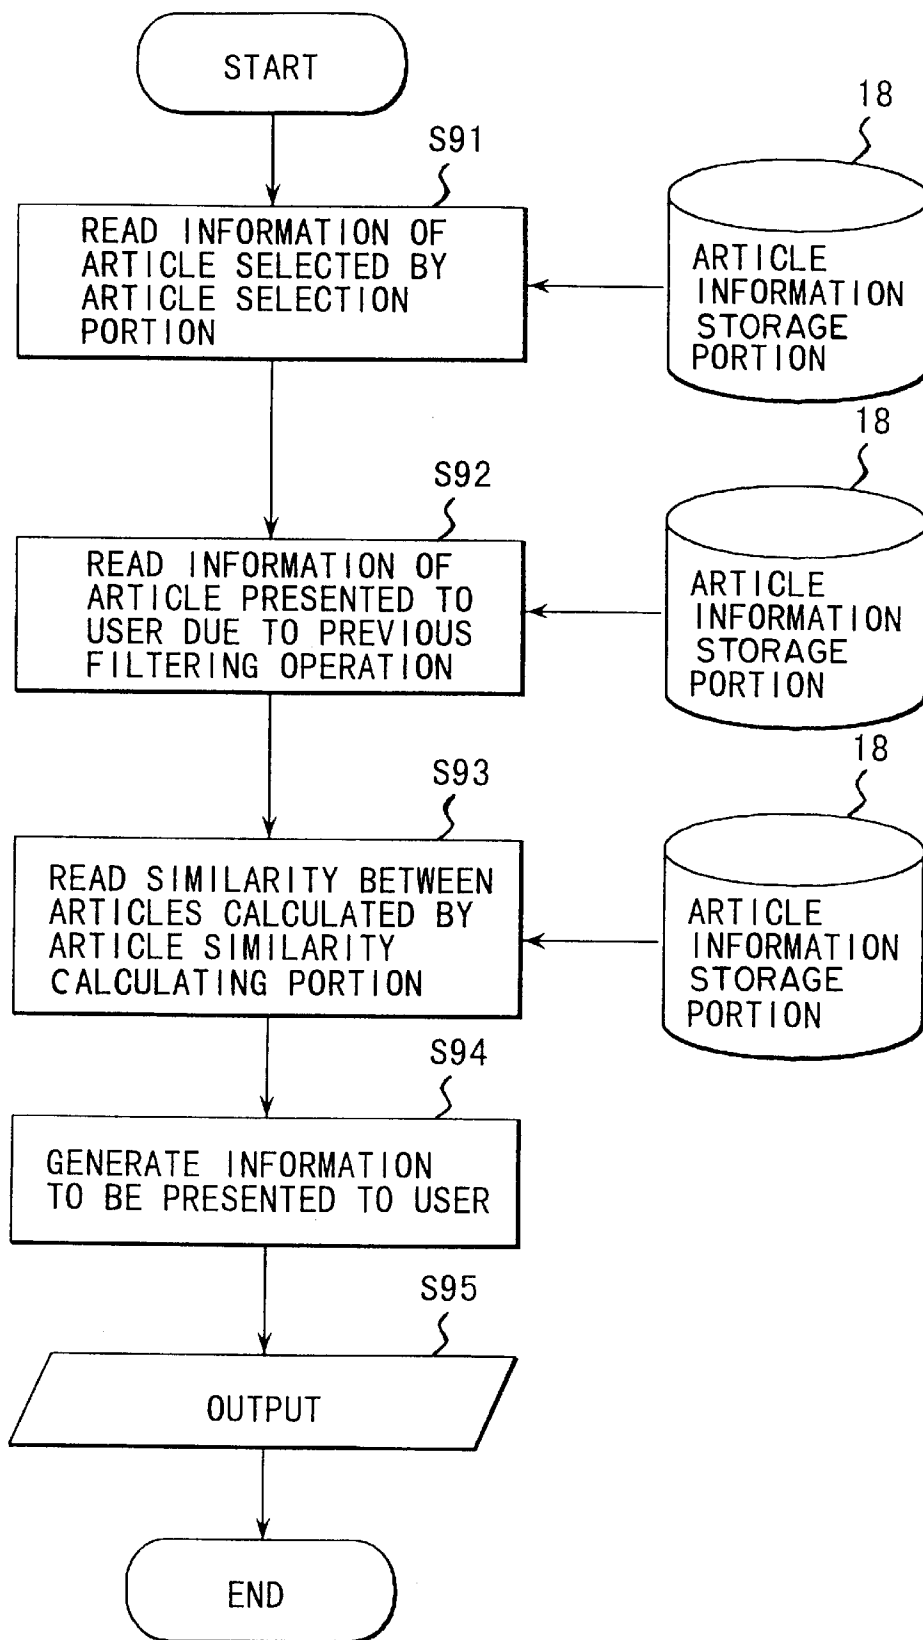 START
S91
READ INFORMATION OF
ARTICLE SELECTED BY
ARTICLE SELECTION
PORTION
18
ARTICLE
INFORMATION
STORAGE
PORTION
S92
READ INFORMATION OF
ARTICLE PRESENTED TO
USER DUE TO PREVIOUS
FILTERING OPERATION
18
ARTICLE
INFORMATION
STORAGE
PORTION
S93
READ SIMILARITY BETWEEN
ARTICLES CALCULATED BY
ARTICLE SIMILARITY
CALCULATING PORTION
18
ARTICLE
INFORMATION
STORAGE
PORTION
S94
GENERATE INFORMATION
TO BE PRESENTED TO USER
S95
OUTPUT
END